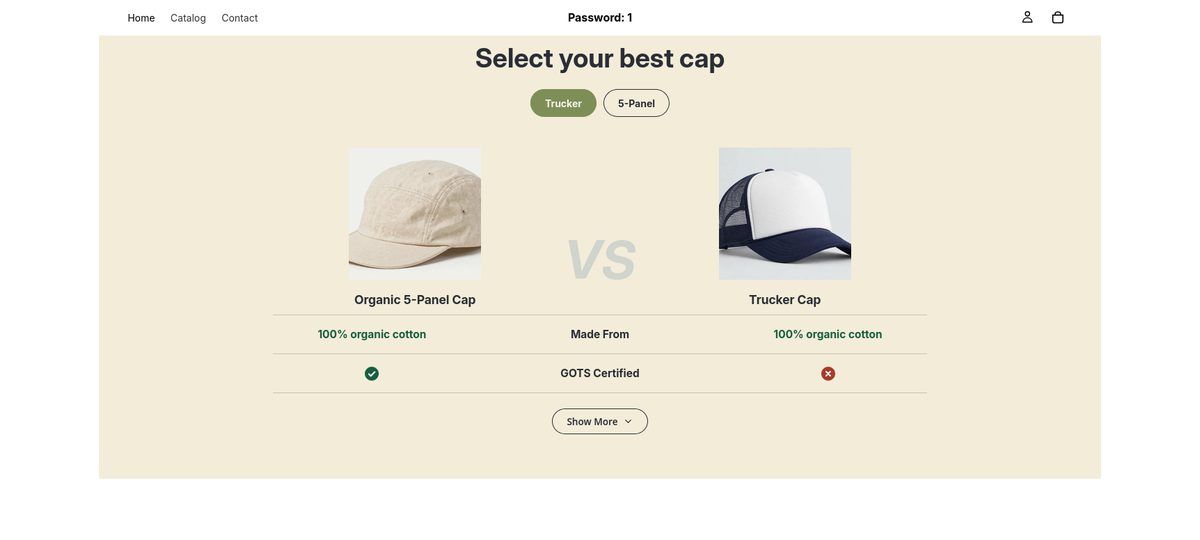 Home Catalog Contact Password: 1
Select your best cap
Trucker 5-Panel
VS
Organic 5-Panel Cap Trucker Cap
100% organic cotton Made From 100% organic cotton
GOTS Certified
Show More